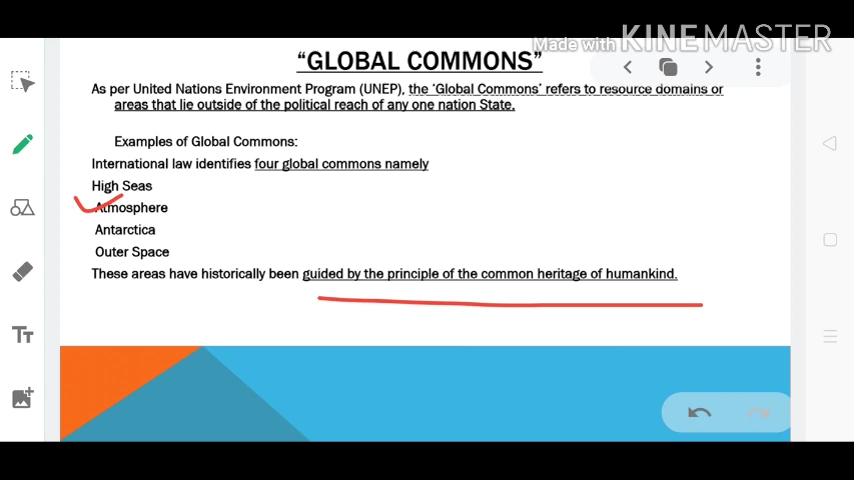 Made with KINEMASTER
“GLOBAL COMMONS”
As per United Nations Environment Program (UNEP), the ‘Global Commons’ refers to resource domains or
areas that lie outside of the political reach of any one nation State.
Examples of Global Commons:
International law identifies four global commons namely
High Seas
Atmosphere
Antarctica
Outer Space
These areas have historically been guided by the principle of the common heritage of humankind.
TT